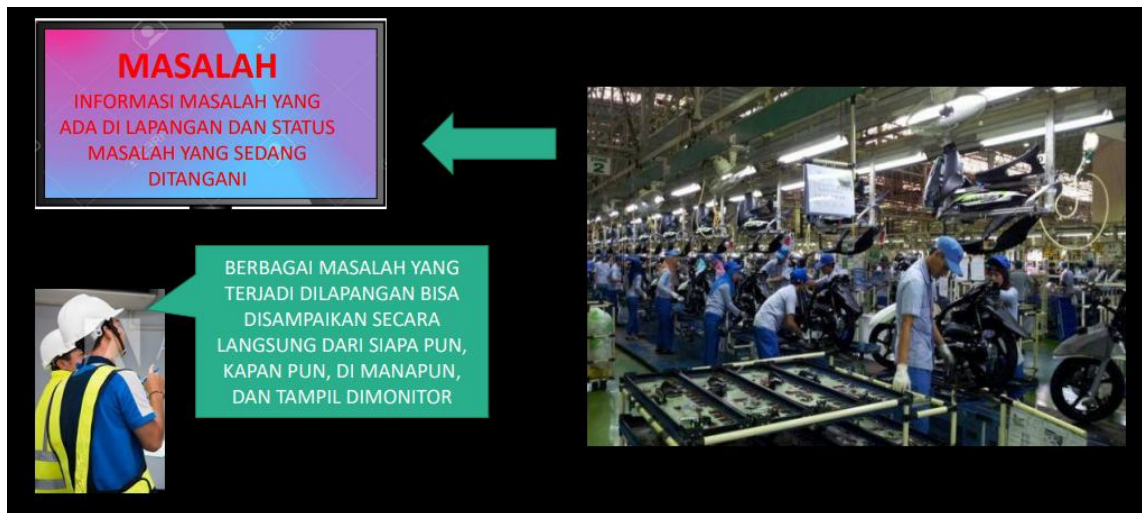 MASALAH
INFORMASI MASALAH YANG
ADA DI LAPANGAN DAN STATUS
MASALAH YANG SEDANG
DITANGANI
BERBAGAI MASALAH YANG
TERJADI DILAPANGAN BISA
DISAMPAIKAN SECARA
LANGSUNG DARI SIAPA PUN,
KAPAN PUN, DI MANAPUN,
DAN TAMPIL DIMONITOR
2